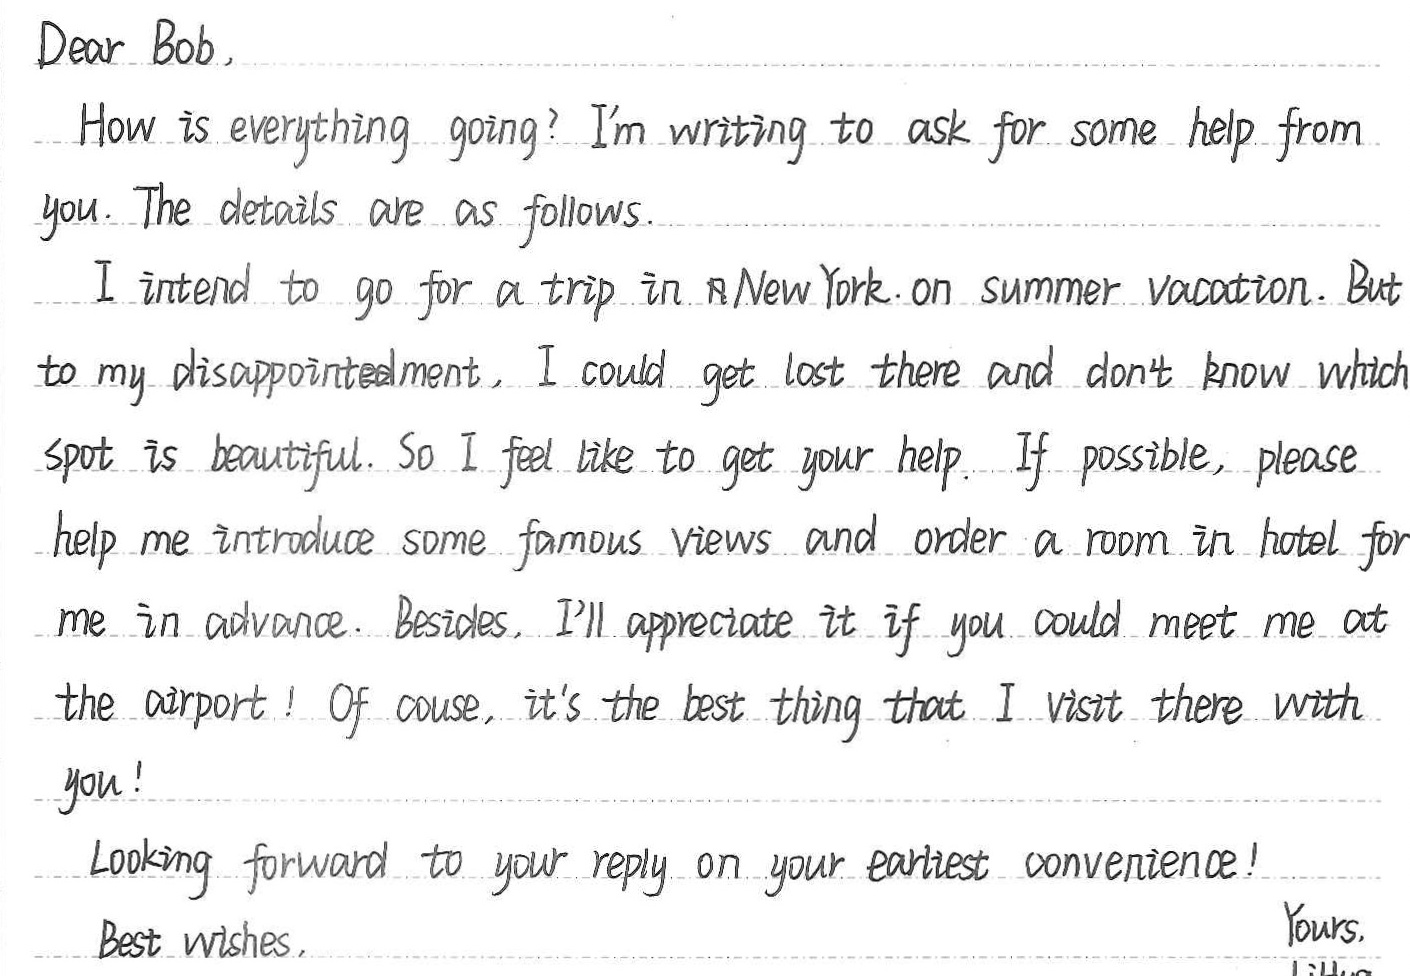 Dear Bob,
How is everything going? I'm writing to ask for some help from
you. The details are as follows.
I intend to go for a trip in New York. on summer vacation. But
to my disappointedment, I could get lost there and don't know which
spot is beautiful. So I feel like to get your help. If possible, please
help me introduce some famous views and order a room in hotel for
me in advance. Besides, I'll appreciate it if you could meet me at
the airport! Of couse, it's the best thing that I visit there with
you!
Looking forward to your reply on your earliest convenience!
Best wishes,
Yours,